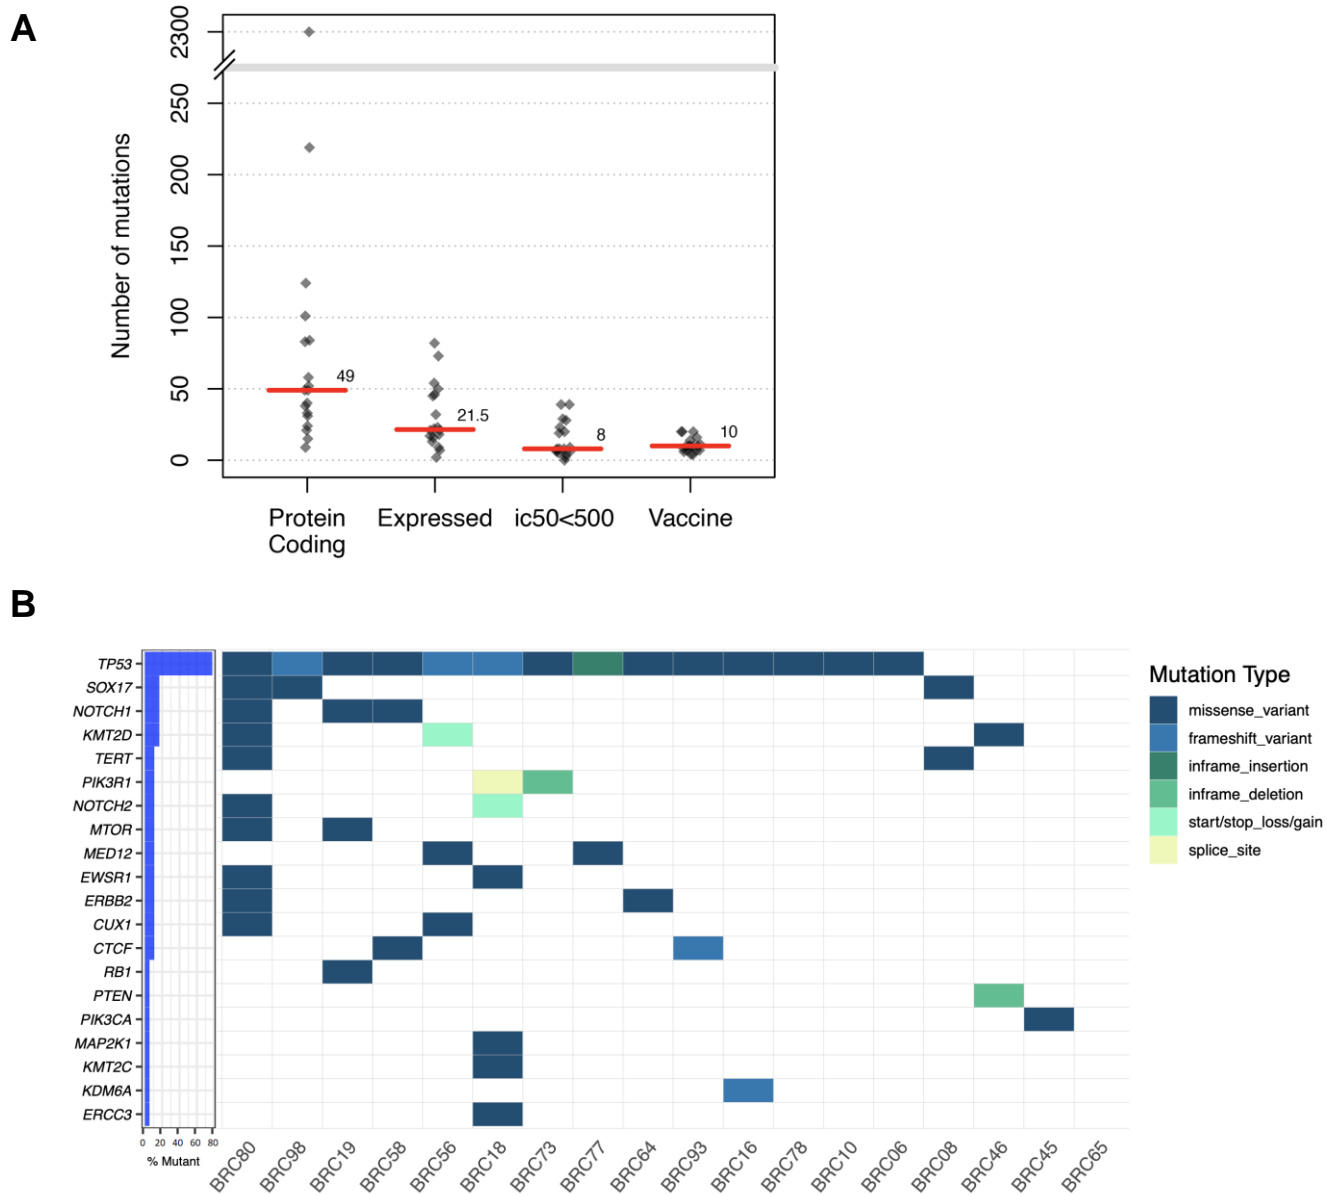 A
2300
250
200
150
100
50
0
Number of mutations
49
21.5
8
10
Protein Coding
Expressed
ic50<500
Vaccine
B
TP53
SOX17
NOTCH1
KMT2D
TERT
PIK3R1
NOTCH2
MTOR
MED12
EWSR1
ERBB2
CUX1
CTCF
RB1
PTEN
PIK3CA
MAP2K1
KMT2C
KDM6A
ERCC3
0 20 40 60 80
% Mutant
BRC80
BRC98
BRC19
BRC58
BRC56
BRC18
BRC73
BRC77
BRC64
BRC93
BRC16
BRC78
BRC10
BRC06
BRC08
BRC46
BRC45
BRC65
Mutation Type
missense_variant
frameshift_variant
inframe_insertion
inframe_deletion
start/stop_loss/gain
splice_site